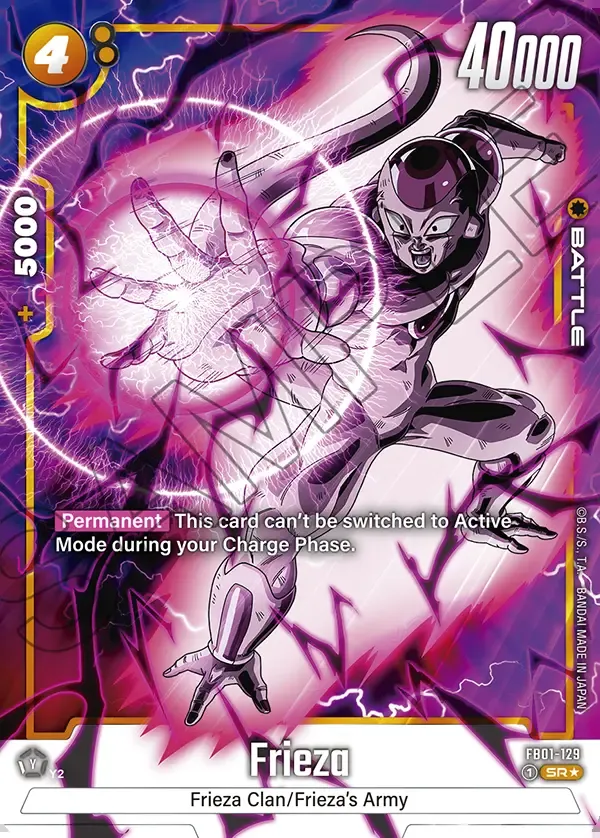 4
40000
+ 5000
BATTLE
SAMPLE
Permanent This card can't be switched to Active
Mode during your Charge Phase.
©B.S./S., T.A. BANDAI MADE IN JAPAN
Frieza
FB01-129
Y Y2
1 SR★
Frieza Clan/Frieza's Army